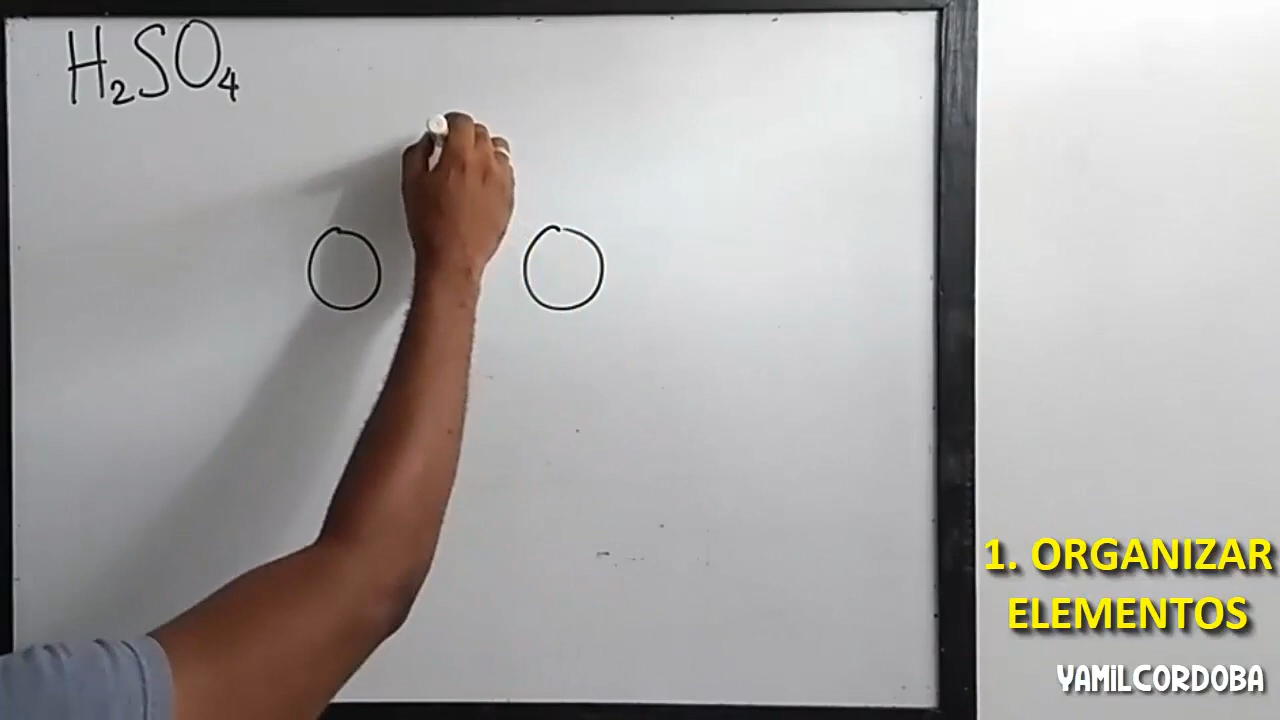 H₂SO₄
O O
1. ORGANIZAR
ELEMENTOS
YAMILCORDOBA